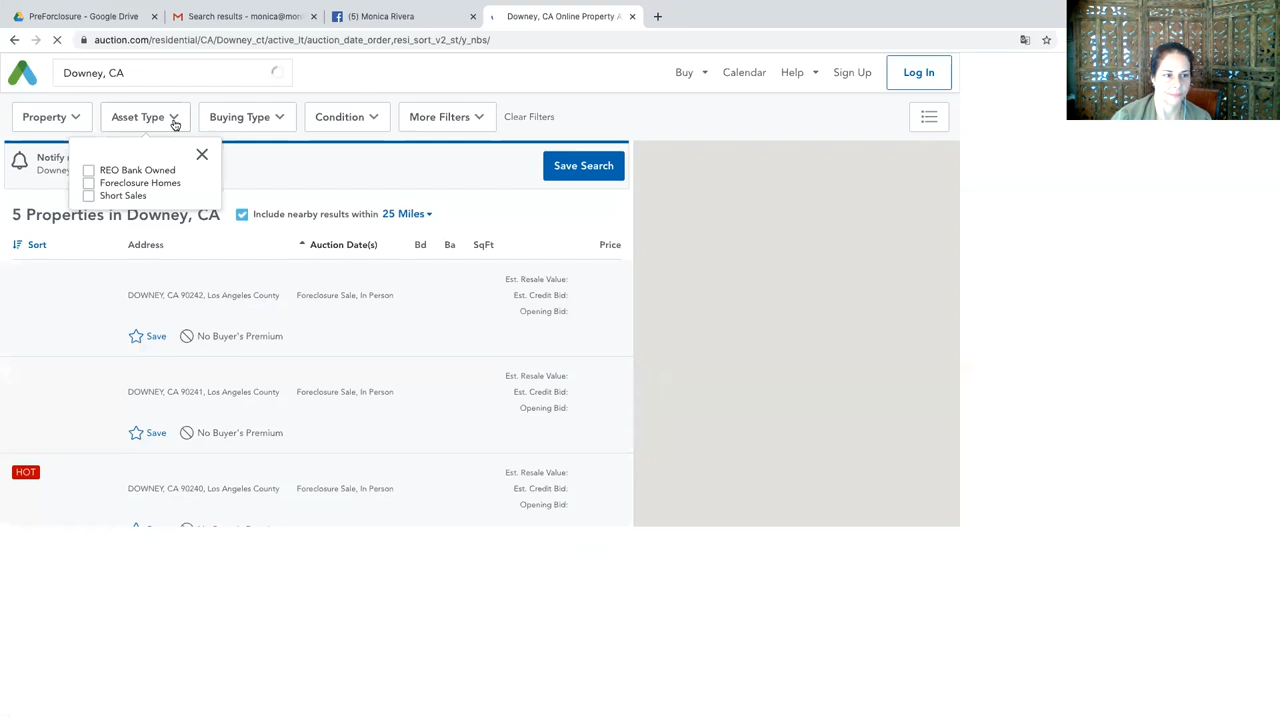 PreForclosure - Google Drive
Search results - monica@moni
(5) Monica Rivera
Downey, CA Online Property A
auction.com/residential/CA/Downey_ct/active_lt/auction_date_order,resi_sort_v2_st/y_nbs/
Downey, CA
Buy Calendar Help Sign Up Log In
Property Asset Type Buying Type Condition More Filters Clear Filters
Notify
Downey
Save Search
REO Bank Owned
Foreclosure Homes
Short Sales
5 Properties in Downey, CA Include nearby results within 25 Miles
Sort Address Auction Date(s) Bd Ba SqFt Price
Est. Resale Value:
DOWNEY, CA 90242, Los Angeles County Foreclosure Sale, In Person Est. Credit Bid:
Opening Bid:
Save No Buyer's Premium
Est. Resale Value:
DOWNEY, CA 90241, Los Angeles County Foreclosure Sale, In Person Est. Credit Bid:
Opening Bid:
Save No Buyer's Premium
HOT
Est. Resale Value:
DOWNEY, CA 90240, Los Angeles County Foreclosure Sale, In Person Est. Credit Bid:
Opening Bid: